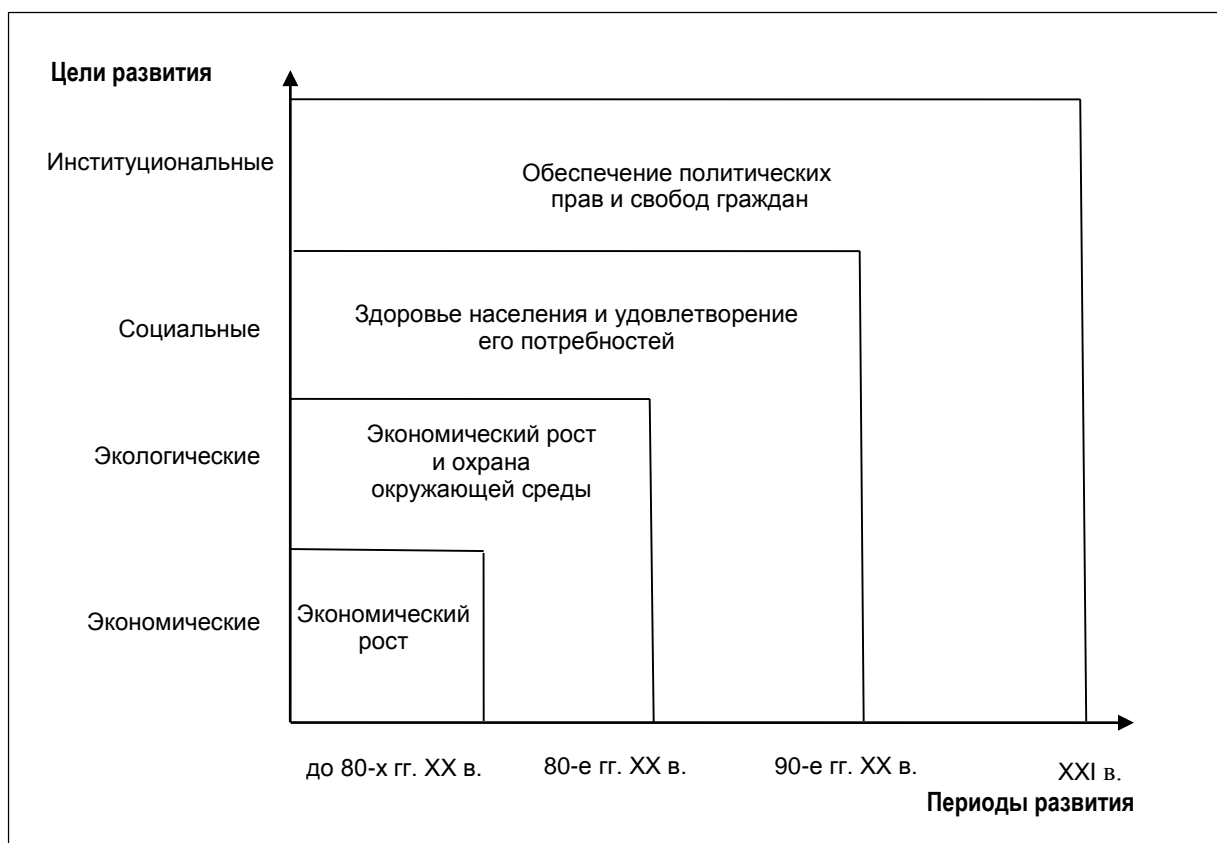 Цели развития
Институциональные
Обеспечение политических
прав и свобод граждан
Социальные
Здоровье населения и удовлетворение
его потребностей
Экологические
Экономический рост
и охрана
окружающей среды
Экономические
Экономический
рост
до 80-х гг. XX в.
80-е гг. XX в.
90-е гг. XX в.
XXI в.
Периоды развития